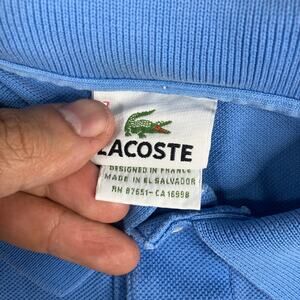 LACOSTE
DESIGNED IN FRANCE
MADE IN EL SALVADOR
RN 87651-CA 16998